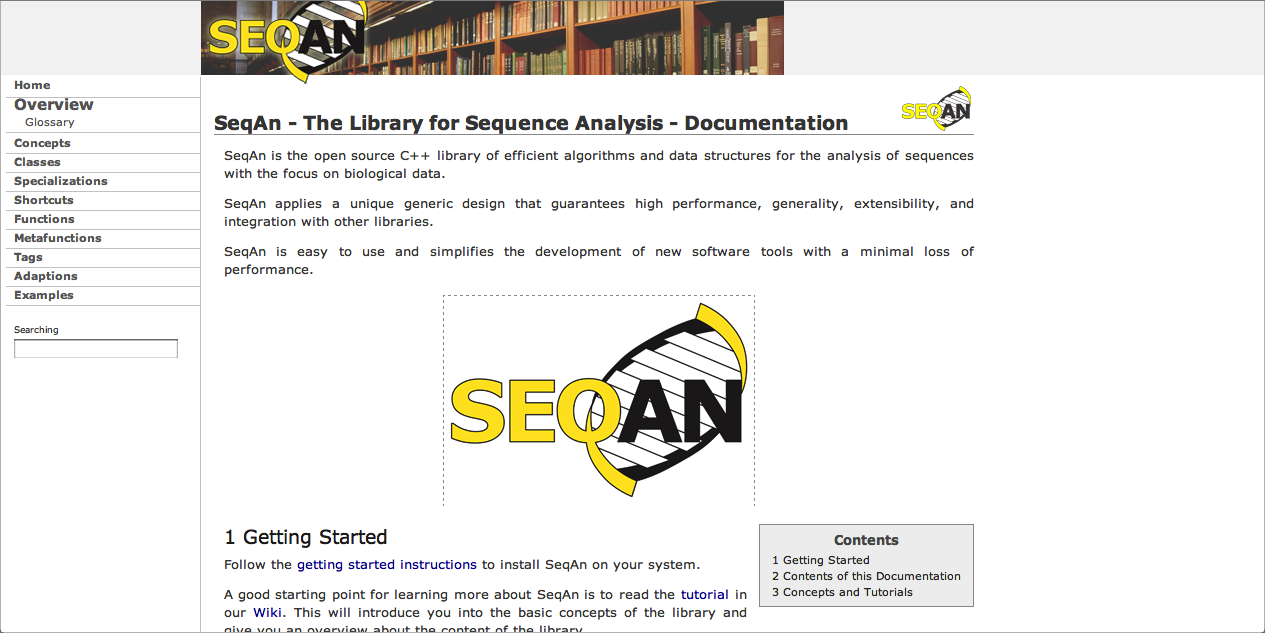 SEQAN
Home
Overview
Glossary
Concepts
Classes
Specializations
Shortcuts
Functions
Metafunctions
Tags
Adaptions
Examples
Searching
SEQAN
SeqAn - The Library for Sequence Analysis - Documentation
SeqAn is the open source C++ library of efficient algorithms and data structures for the analysis of sequences
with the focus on biological data.
SeqAn applies a unique generic design that guarantees high performance, generality, extensibility, and
integration with other libraries.
SeqAn is easy to use and simplifies the development of new software tools with a minimal loss of
performance.
SEQAN
1 Getting Started
Follow the getting started instructions to install SeqAn on your system.
A good starting point for learning more about SeqAn is to read the tutorial in
our Wiki. This will introduce you into the basic concepts of the library and
give you an overview about the content of the library.
Contents
1 Getting Started
2 Contents of this Documentation
3 Concepts and Tutorials